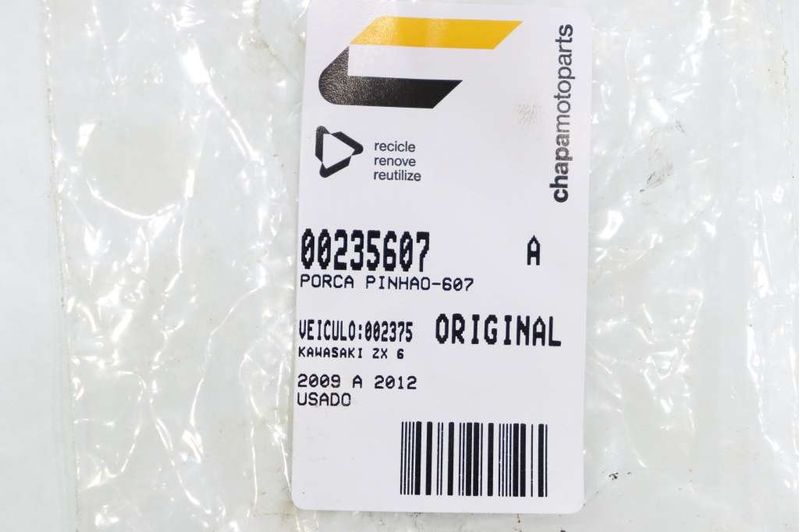 chapamotoparts
recicle
renove
reutilize
00235607 A
PORCA PINHAO-607
VEICULO:002375 ORIGINAL
KAWASAKI ZX 6
2009 A 2012
USADO